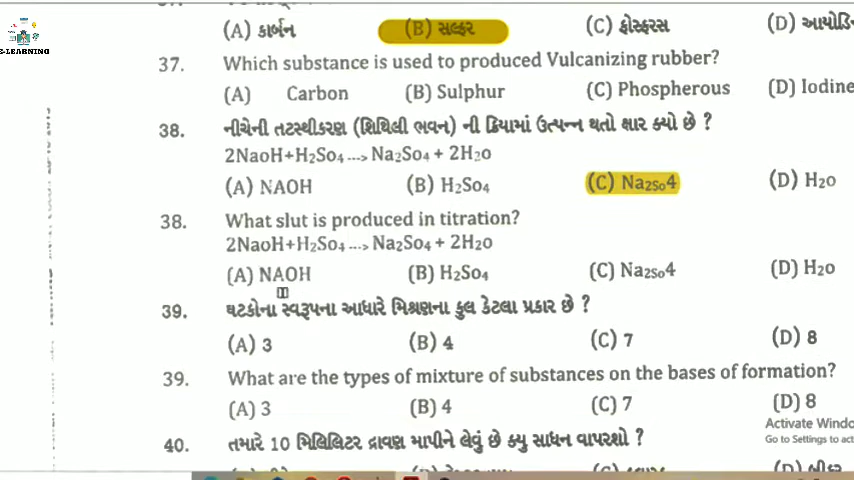 (A) કાર્બન (B) સલ્ફર (C) ફોસ્ફરસ (D) આયોડિન
E-LEARNING
37. Which substance is used to produced Vulcanizing rubber?
(A) Carbon (B) Sulphur (C) Phospherous (D) Iodine
38. નીચેની તટસ્થીકરણ (શિથિલી ભવન) ની ક્રિયામાં ઉત્પન્ન થતો ક્ષાર ક્યો છે ?
2NaoH+H₂So₄ ---> Na₂So₄ + 2H₂o
(A) NAOH (B) H₂So₄ (C) Na₂So4 (D) H₂o
38. What slut is produced in titration?
2NaoH+H₂So₄ ---> Na₂So₄ + 2H₂o
(A) NAOH (B) H₂So₄ (C) Na₂So4 (D) H₂o
39. ઘટકોના સ્વરૂપના આધારે મિશ્રણના કુલ કેટલા પ્રકાર છે ?
(A) 3 (B) 4 (C) 7 (D) 8
39. What are the types of mixture of substances on the bases of formation?
(A) 3 (B) 4 (C) 7 (D) 8
Activate Windo
Go to Settings to act
40. તમારે 10 મિલિલિટર દ્રાવણ માપીને લેવું છે ક્યુ સાધન વાપરશો ?